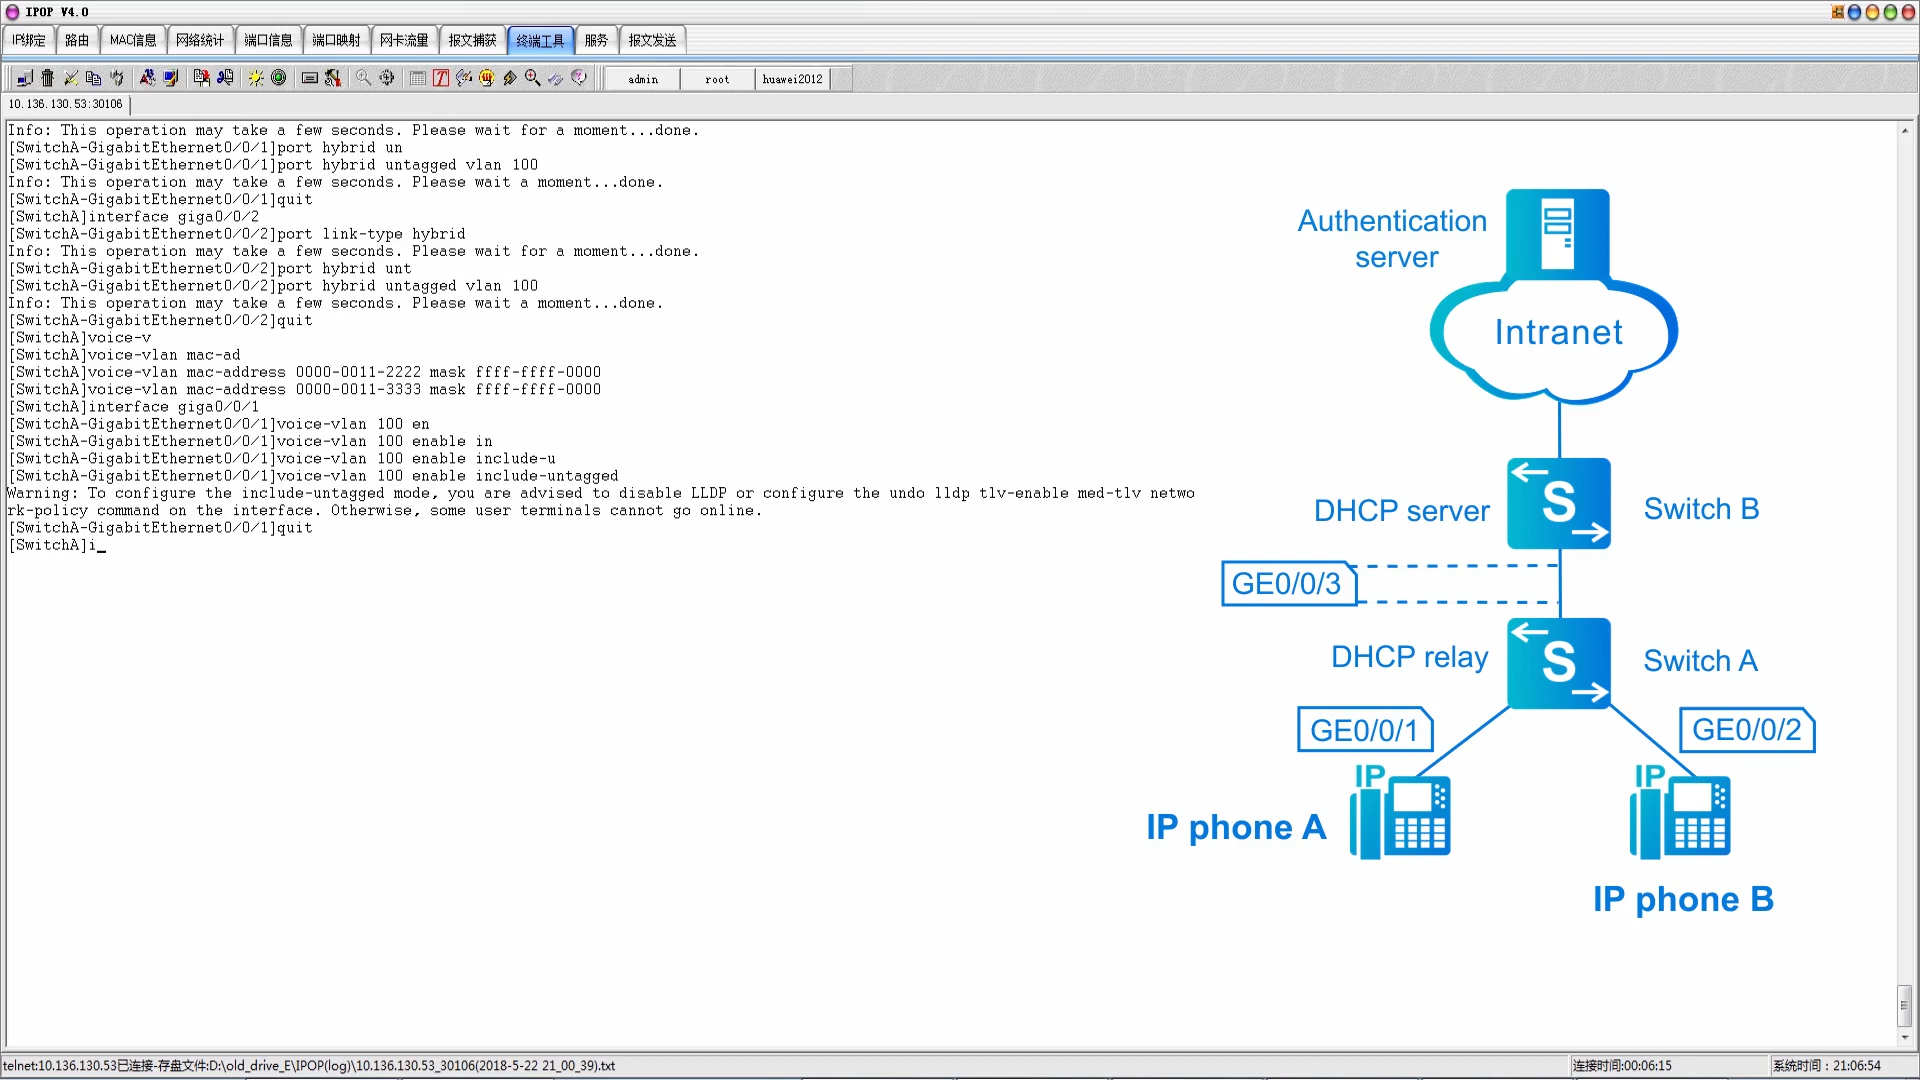 IPOP V4.0
IP绑定 路由 MAC信息 网络统计 端口信息 端口映射 网卡流量 报文捕获 终端工具 服务 报文发送
admin root huawei2012
10.136.130.53:30106
Info: This operation may take a few seconds. Please wait for a moment...done.
[SwitchA-GigabitEthernet0/0/1]port hybrid un
[SwitchA-GigabitEthernet0/0/1]port hybrid untagged vlan 100
Info: This operation may take a few seconds. Please wait a moment...done.
[SwitchA-GigabitEthernet0/0/1]quit
[SwitchA]interface giga0/0/2
[SwitchA-GigabitEthernet0/0/2]port link-type hybrid
Info: This operation may take a few seconds. Please wait for a moment...done.
[SwitchA-GigabitEthernet0/0/2]port hybrid unt
[SwitchA-GigabitEthernet0/0/2]port hybrid untagged vlan 100
Info: This operation may take a few seconds. Please wait a moment...done.
[SwitchA-GigabitEthernet0/0/2]quit
[SwitchA]voice-v
[SwitchA]voice-vlan mac-ad
[SwitchA]voice-vlan mac-address 0000-0011-2222 mask ffff-ffff-0000
[SwitchA]voice-vlan mac-address 0000-0011-3333 mask ffff-ffff-0000
[SwitchA]interface giga0/0/1
[SwitchA-GigabitEthernet0/0/1]voice-vlan 100 en
[SwitchA-GigabitEthernet0/0/1]voice-vlan 100 enable in
[SwitchA-GigabitEthernet0/0/1]voice-vlan 100 enable include-u
[SwitchA-GigabitEthernet0/0/1]voice-vlan 100 enable include-untagged
Warning: To configure the include-untagged mode, you are advised to disable LLDP or configure the undo lldp tlv-enable med-tlv netwo
rk-policy command on the interface. Otherwise, some user terminals cannot go online.
[SwitchA-GigabitEthernet0/0/1]quit
[SwitchA]i_
Authentication
server
Intranet
DHCP server
S
Switch B
GE0/0/3
DHCP relay
S
Switch A
GE0/0/1
GE0/0/2
IP
IP
IP phone A
IP phone B
telnet:10.136.130.53已连接-存盘文件:D:\old_drive_E\IPOP(log)\10.136.130.53_30106(2018-5-22 21_00_39).txt
连接时间:00:06:15
系统时间：21:06:54